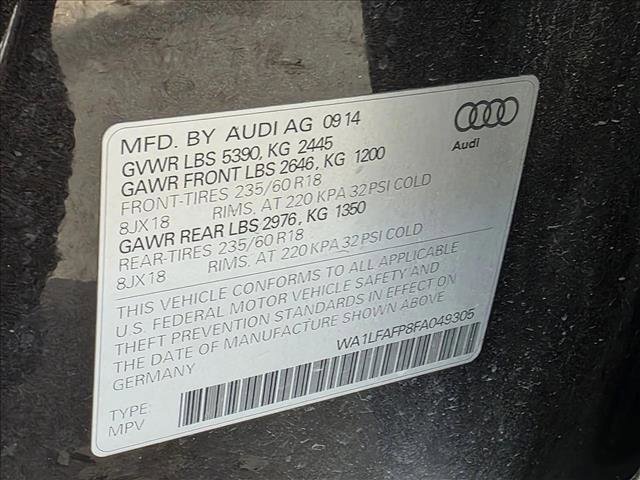 MFD. BY AUDI AG 09 14
GVWR LBS 5390, KG 2445
GAWR FRONT LBS 2646, KG 1200
FRONT-TIRES 235/60 R18
8JX18 RIMS. AT 220 KPA 32 PSI COLD
GAWR REAR LBS 2976, KG 1350
REAR-TIRES 235/60 R18
8JX18 RIMS. AT 220 KPA 32 PSI COLD
THIS VEHICLE CONFORMS TO ALL APPLICABLE
U.S. FEDERAL MOTOR VEHICLE SAFETY AND
THEFT PREVENTION STANDARDS IN EFFECT ON
THE DATE OF MANUFACTURE SHOWN ABOVE
GERMANY
WA1LFAFP8FA049305
TYPE:
MPV
Audi